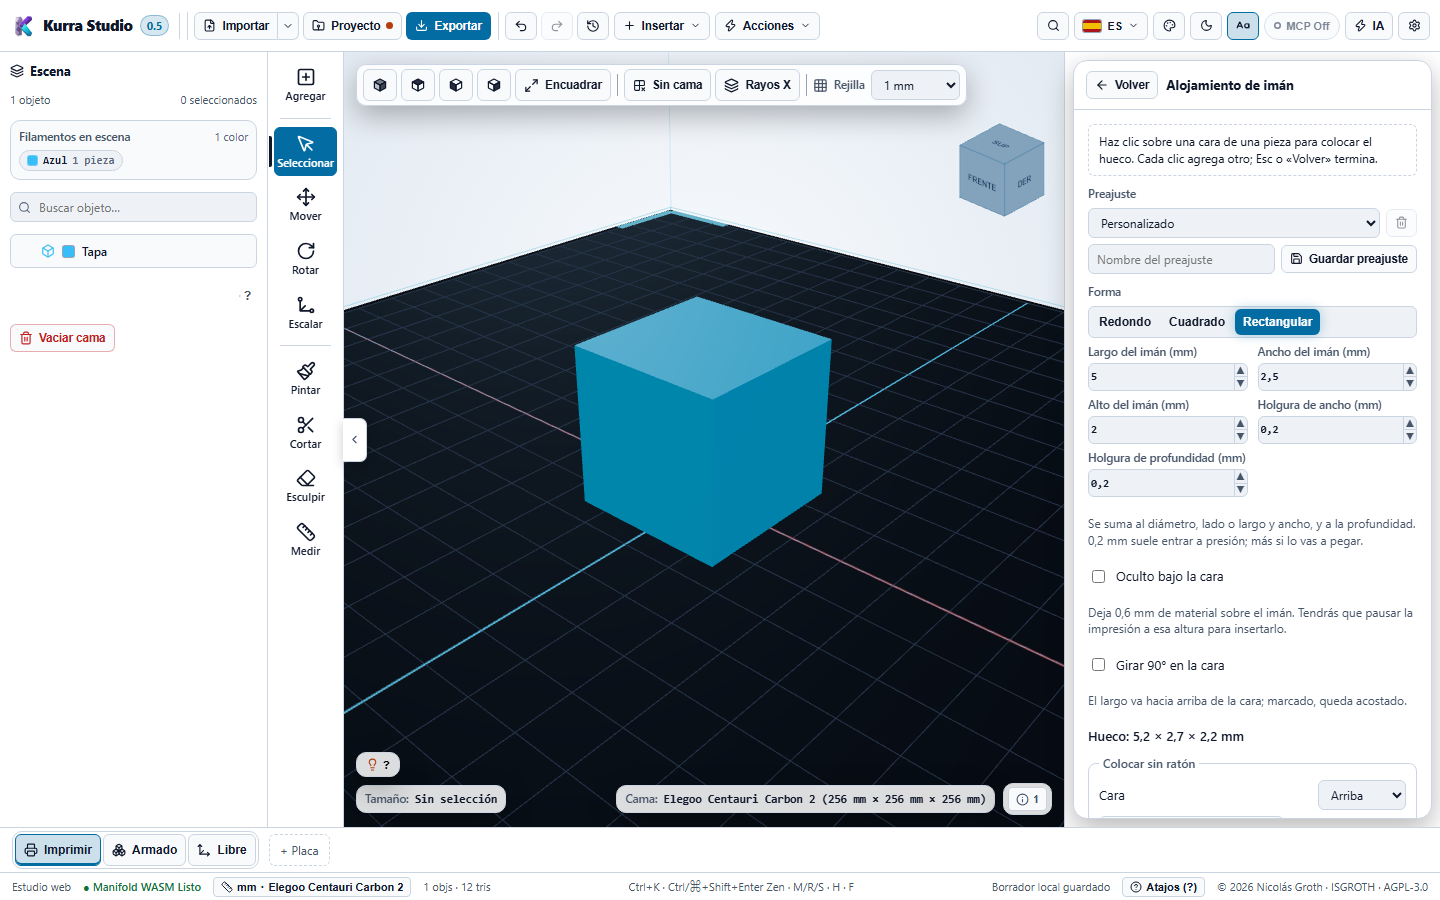 Kurra Studio 0.5
Importar
Proyecto
Exportar
Insertar
Acciones
ES
Aa
MCP Off
IA
Escena
1 objeto
0 seleccionados
Filamentos en escena
1 color
Azul 1 pieza
Buscar objeto...
Tapa
?
Vaciar cama
Agregar
Seleccionar
Mover
Rotar
Escalar
Pintar
Cortar
Esculpir
Medir
Encuadrar
Sin cama
Rayos X
Rejilla
1 mm
SUP
FRENTE
DER
?
Tamaño: Sin selección
Cama: Elegoo Centauri Carbon 2 (256 mm × 256 mm × 256 mm)
1
Volver
Alojamiento de imán
Haz clic sobre una cara de una pieza para colocar el
hueco. Cada clic agrega otro; Esc o «Volver» termina.
Preajuste
Personalizado
Nombre del preajuste
Guardar preajuste
Forma
Redondo
Cuadrado
Rectangular
Largo del imán (mm)
Ancho del imán (mm)
5
2,5
Alto del imán (mm)
Holgura de ancho (mm)
2
0,2
Holgura de profundidad (mm)
0,2
Se suma al diámetro, lado o largo y ancho, y a la profundidad.
0,2 mm suele entrar a presión; más si lo vas a pegar.
Oculto bajo la cara
Deja 0,6 mm de material sobre el imán. Tendrás que pausar la
impresión a esa altura para insertarlo.
Girar 90° en la cara
El largo va hacia arriba de la cara; marcado, queda acostado.
Hueco: 5,2 × 2,7 × 2,2 mm
Colocar sin ratón
Cara
Arriba
Imprimir
Armado
Libre
+ Placa
Estudio web
Manifold WASM Listo
mm · Elegoo Centauri Carbon 2
1 objs · 12 tris
Ctrl+K · Ctrl/⌘+Shift+Enter Zen · M/R/S · H · F
Borrador local guardado
Atajos (?)
© 2026 Nicolás Groth · ISGROTH · AGPL-3.0